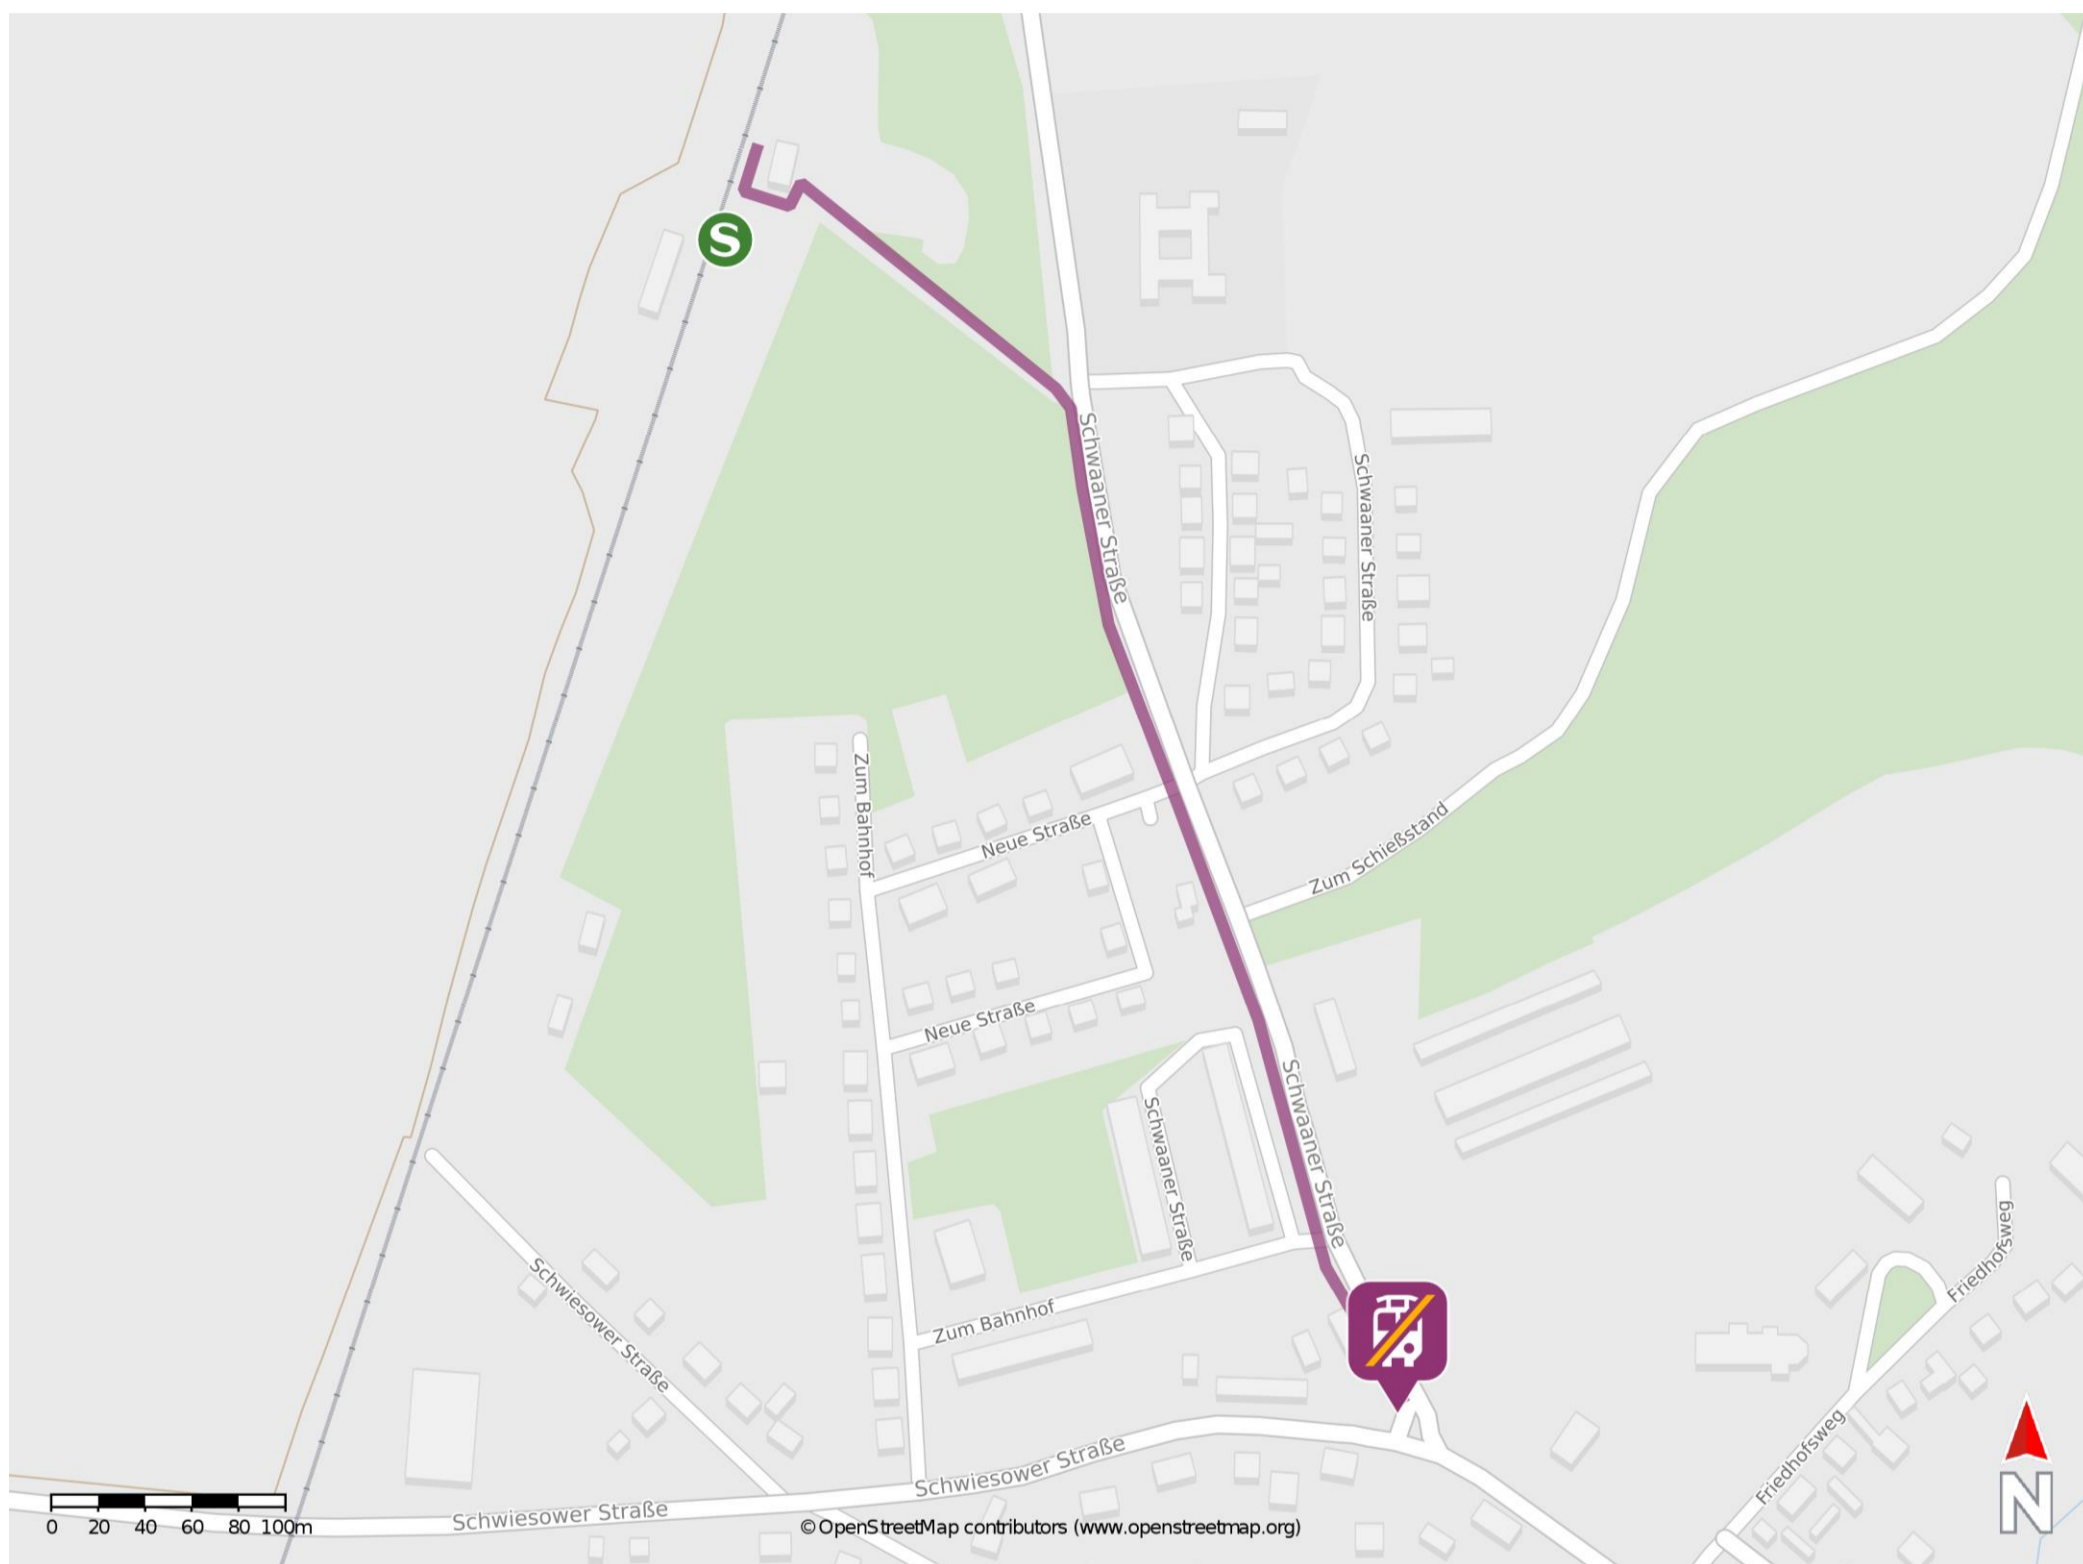 S
Schwaaner Straße
Schwaaner Straße
Zum Bahnhof
Neue Straße
Zum Schießstand
Neue Straße
Schwaaner Straße
Schwaaner Straße
Friedhofsweg
Schwiesower Straße
Zum Bahnhof
Friedhofsweg
Schwiesower Straße
Schwiesower Straße
N
0 20 40 60 80 100m
© OpenStreetMap contributors (www.openstreetmap.org)